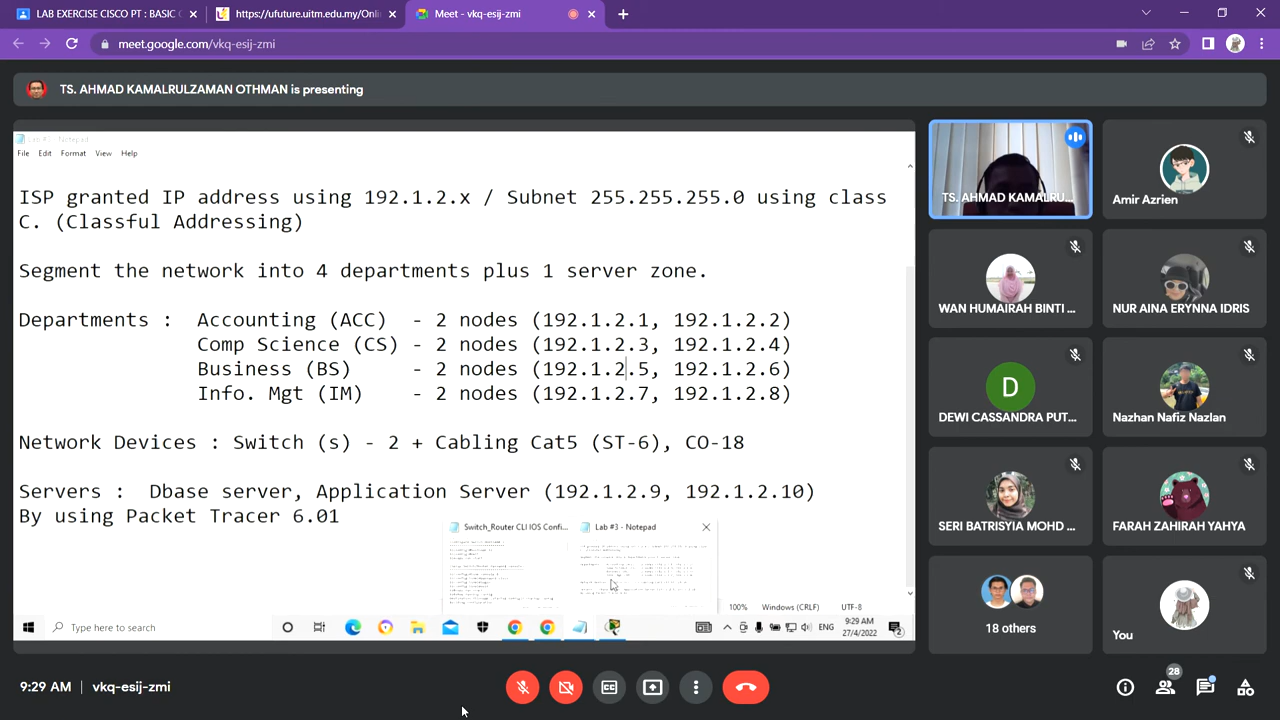 LAB EXERCISE CISCO PT : BASIC C
https://ufuture.uitm.edu.my/Onli
Meet - vkq-esij-zmi
meet.google.com/vkq-esij-zmi
TS. AHMAD KAMALRULZAMAN OTHMAN is presenting
File Edit Format View Help
ISP granted IP address using 192.1.2.x / Subnet 255.255.255.0 using class
C. (Classful Addressing)
Segment the network into 4 departments plus 1 server zone.
Departments : Accounting (ACC) - 2 nodes (192.1.2.1, 192.1.2.2)
Comp Science (CS) - 2 nodes (192.1.2.3, 192.1.2.4)
Business (BS) - 2 nodes (192.1.2.5, 192.1.2.6)
Info. Mgt (IM) - 2 nodes (192.1.2.7, 192.1.2.8)
Network Devices : Switch (s) - 2 + Cabling Cat5 (ST-6), CO-18
Servers : Dbase server, Application Server (192.1.2.9, 192.1.2.10)
By using Packet Tracer 6.01
Switch_Router CLI IOS Confi...
Lab #3 - Notepad
100% Windows (CRLF) UTF-8
Type here to search
ENG
9:29 AM
27/4/2022
2
TS. AHMAD KAMALRU...
Amir Azrien
WAN HUMAIRAH BINTI ...
NUR AINA ERYNNA IDRIS
D
DEWI CASSANDRA PUT...
Nazhan Nafiz Nazlan
SERI BATRISYIA MOHD ...
FARAH ZAHIRAH YAHYA
18 others
You
9:29 AM
vkq-esij-zmi
28